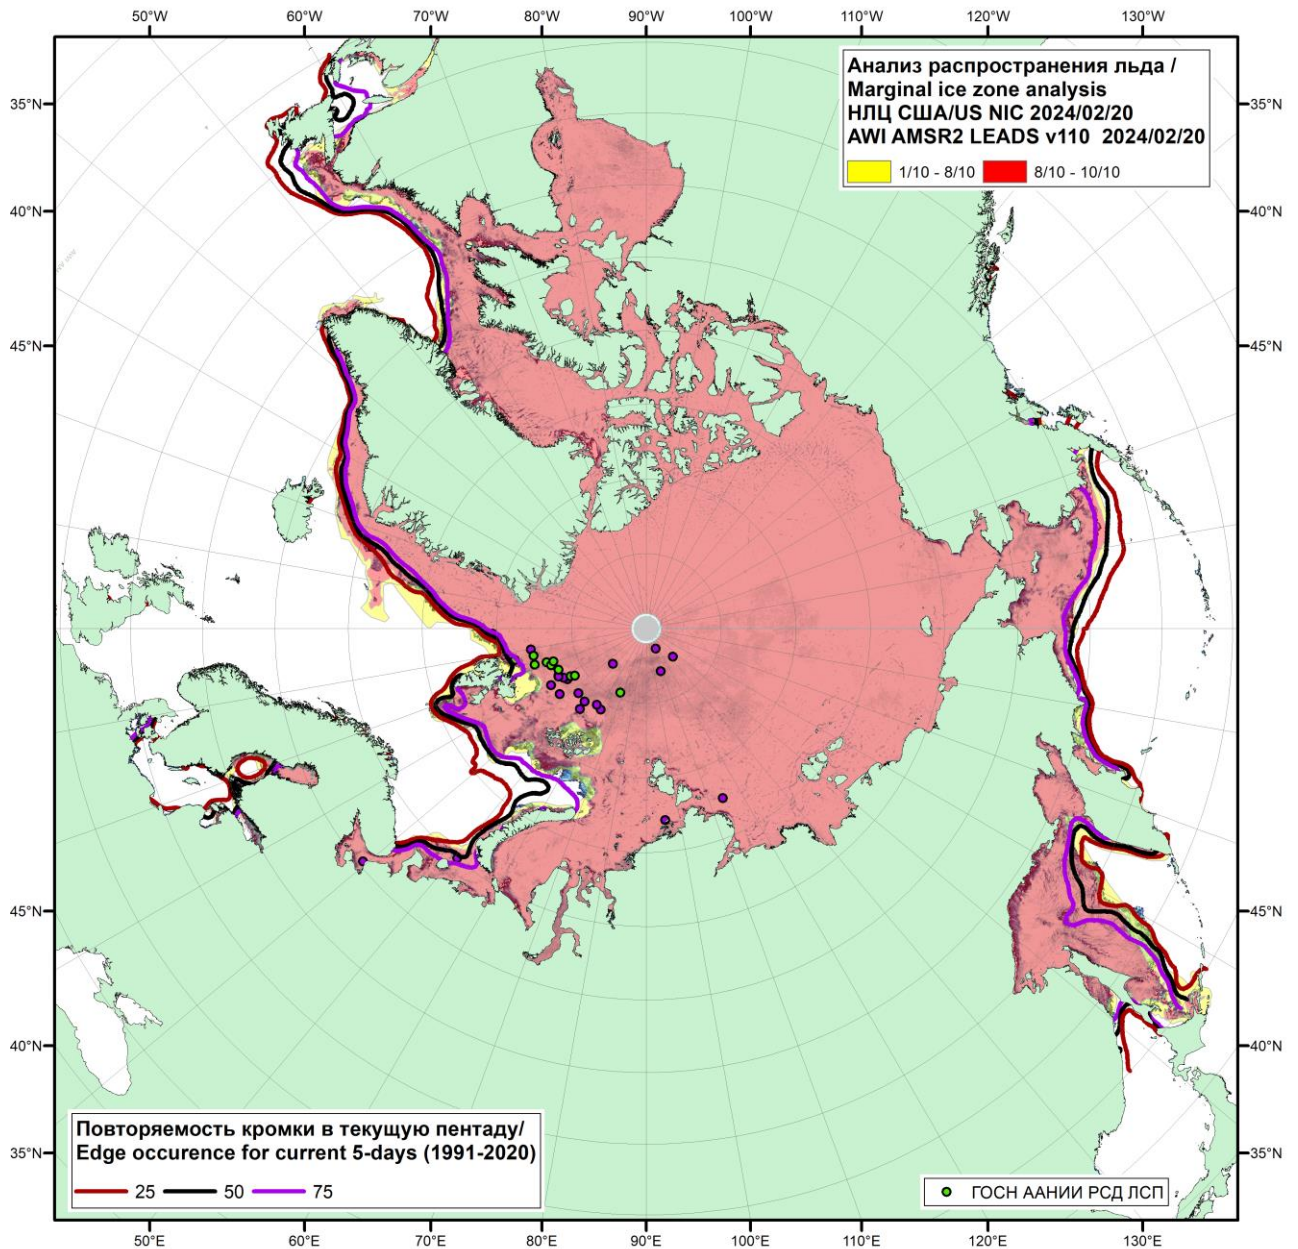 50°W 60°W 70°W 80°W 90°W 100°W 110°W 120°W 130°W
Анализ распространения льда /
Marginal ice zone analysis
НЛЦ США/US NIC 2024/02/20
AWI AMSR2 LEADS v110 2024/02/20
1/10 - 8/10 8/10 - 10/10
35°N 35°N
40°N 40°N
45°N 45°N
45°N 45°N
40°N 40°N
Повторяемость кромки в текущую пентаду/
Edge occurence for current 5-days (1991-2020)
25 50 75
35°N 35°N
ГОСН ААНИИ РСД ЛСП
50°E 60°E 70°E 80°E 90°E 100°E 110°E 120°E 130°E